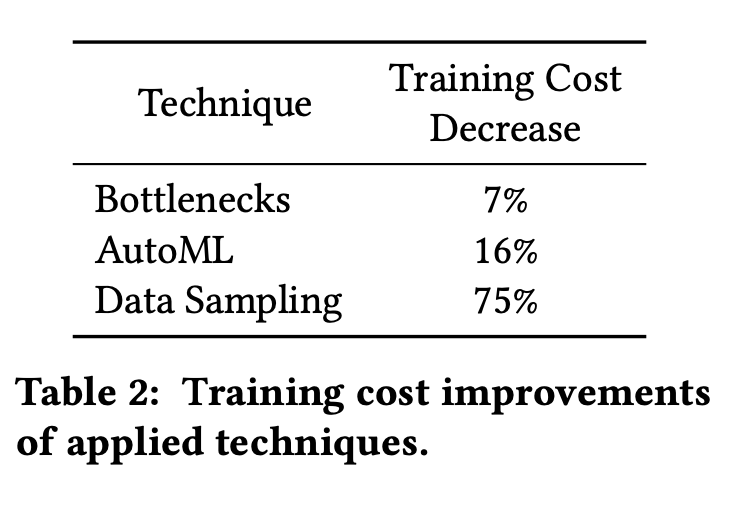 Technique Training Cost
Decrease
Bottlenecks 7%
AutoML 16%
Data Sampling 75%
Table 2: Training cost improvements
of applied techniques.